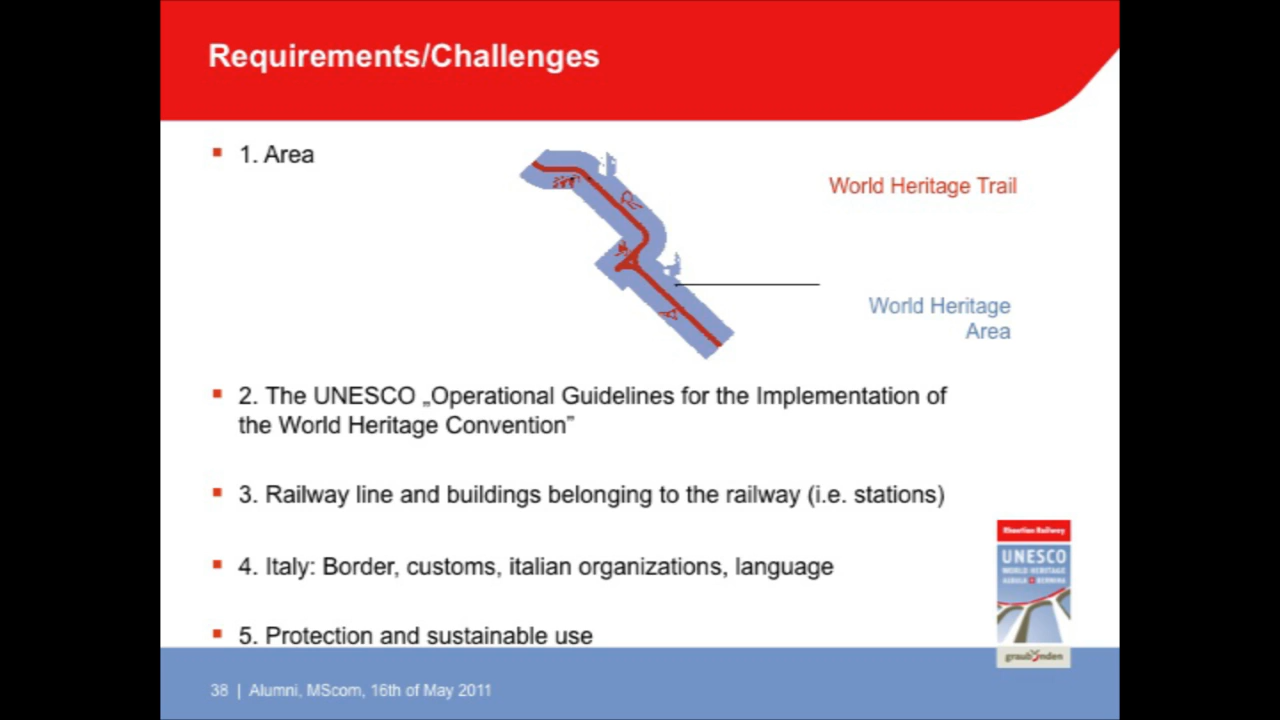 Requirements/Challenges
1. Area
World Heritage Trail
World Heritage
Area
2. The UNESCO „Operational Guidelines for the Implementation of
the World Heritage Convention”
3. Railway line and buildings belonging to the railway (i.e. stations)
4. Italy: Border, customs, italian organizations, language
5. Protection and sustainable use
Rhaetian Railway
UNESCO
WORLD HERITAGE
ALBULA BERNINA
graubünden
38 | Alumni, MScom, 16th of May 2011